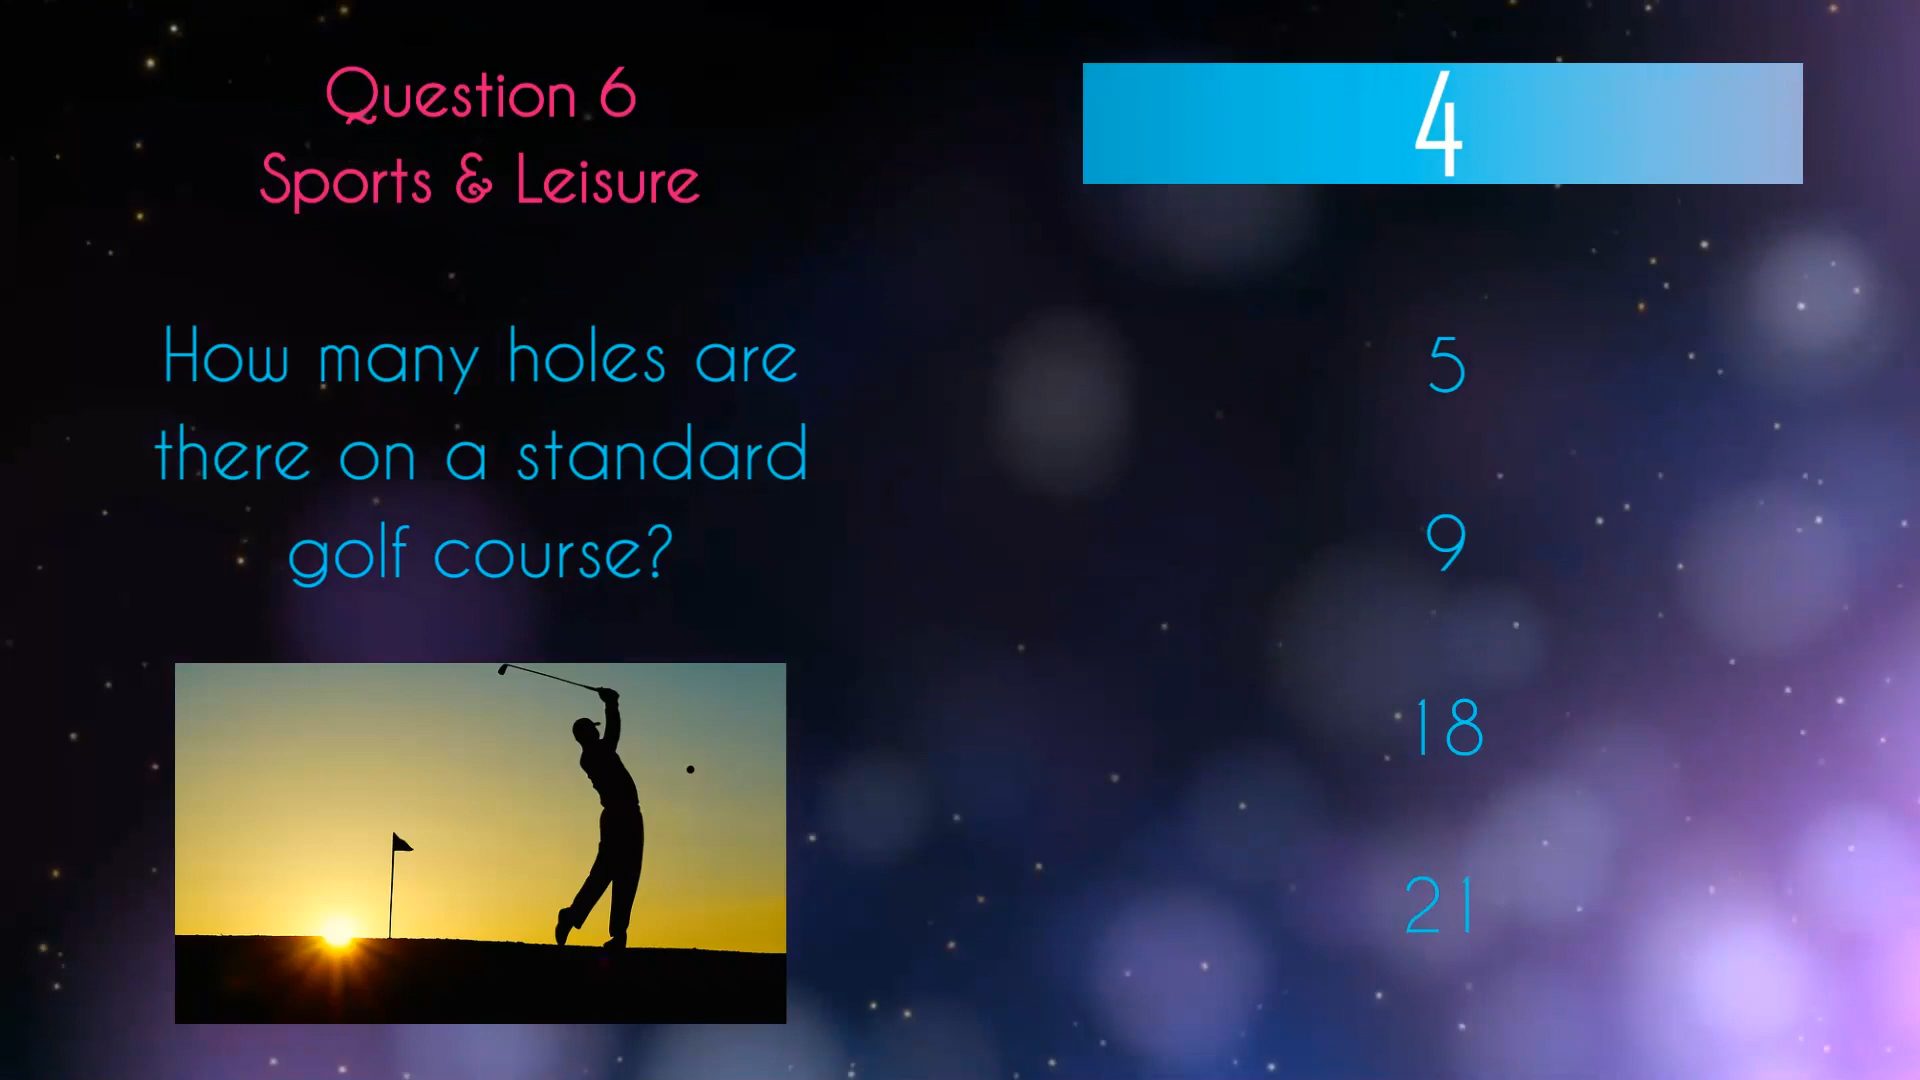 Question 6
Sports & Leisure
How many holes are
there on a standard
golf course?
4
5
9
18
21